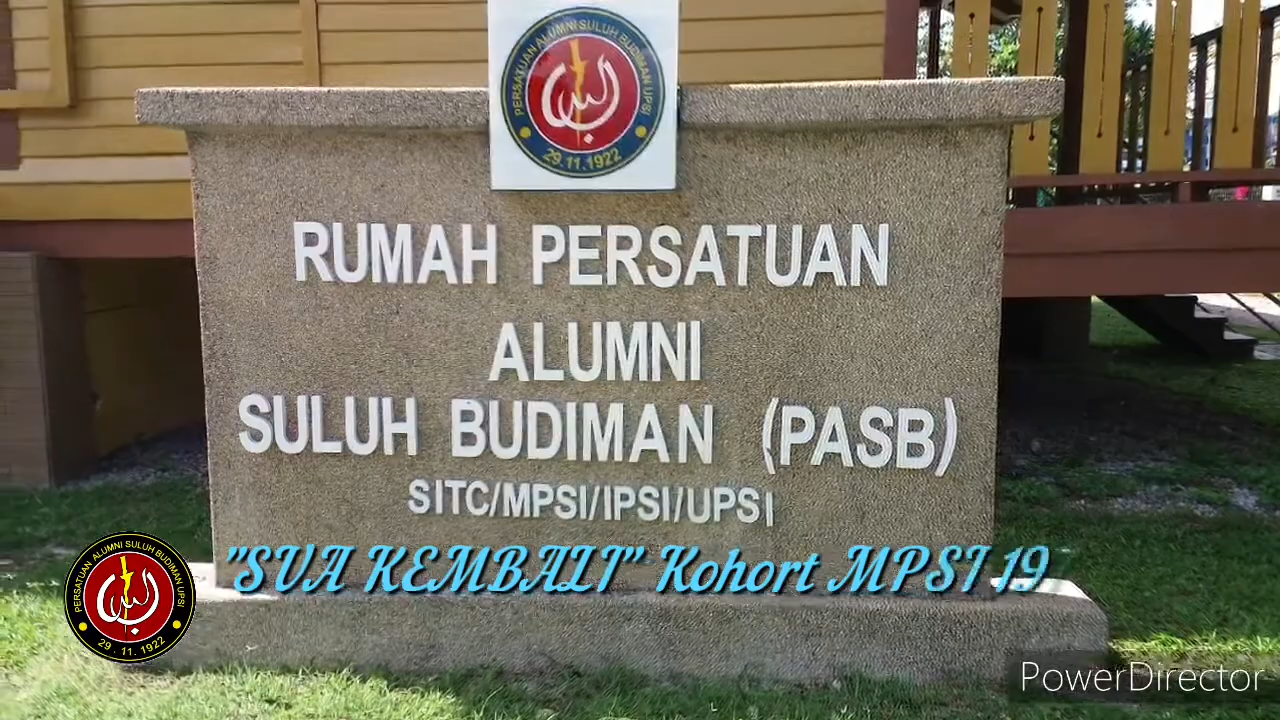 PERSATUAN ALUMNI SULUH BUDIMAN UPSI
29.11.1922
RUMAH PERSATUAN
ALUMNI
SULUH BUDIMAN (PASB)
SITC/MPSI/IPSI/UPSI
"SUA KEMBALI" Kohort MPSI 19
PERSATUAN ALUMNI SULUH BUDIMAN UPSI
29.11.1922
PowerDirector